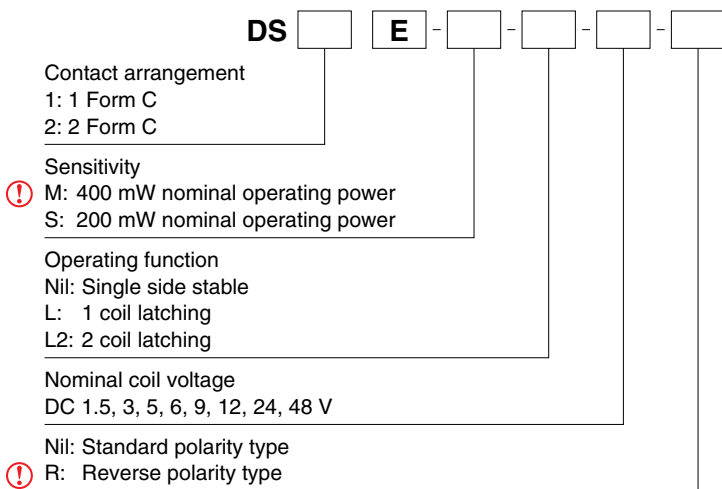 DS E - - - -
Contact arrangement
1: 1 Form C
2: 2 Form C
Sensitivity
! M: 400 mW nominal operating power
S: 200 mW nominal operating power
Operating function
Nil: Single side stable
L: 1 coil latching
L2: 2 coil latching
Nominal coil voltage
DC 1.5, 3, 5, 6, 9, 12, 24, 48 V
Nil: Standard polarity type
! R: Reverse polarity type